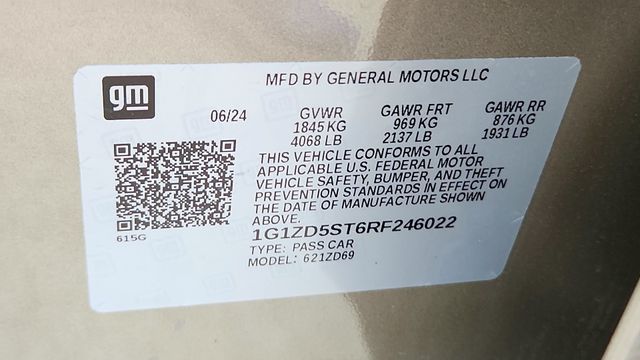 gm
MFD BY GENERAL MOTORS LLC
06/24 GVWR GAWR FRT GAWR RR
1845 KG 969 KG 876 KG
4068 LB 2137 LB 1931 LB
THIS VEHICLE CONFORMS TO ALL
APPLICABLE U.S. FEDERAL MOTOR
VEHICLE SAFETY, BUMPER, AND THEFT
PREVENTION STANDARDS IN EFFECT ON
THE DATE OF MANUFACTURE SHOWN
ABOVE.
615G
1G1ZD5ST6RF246022
TYPE: PASS CAR
MODEL: 621ZD69